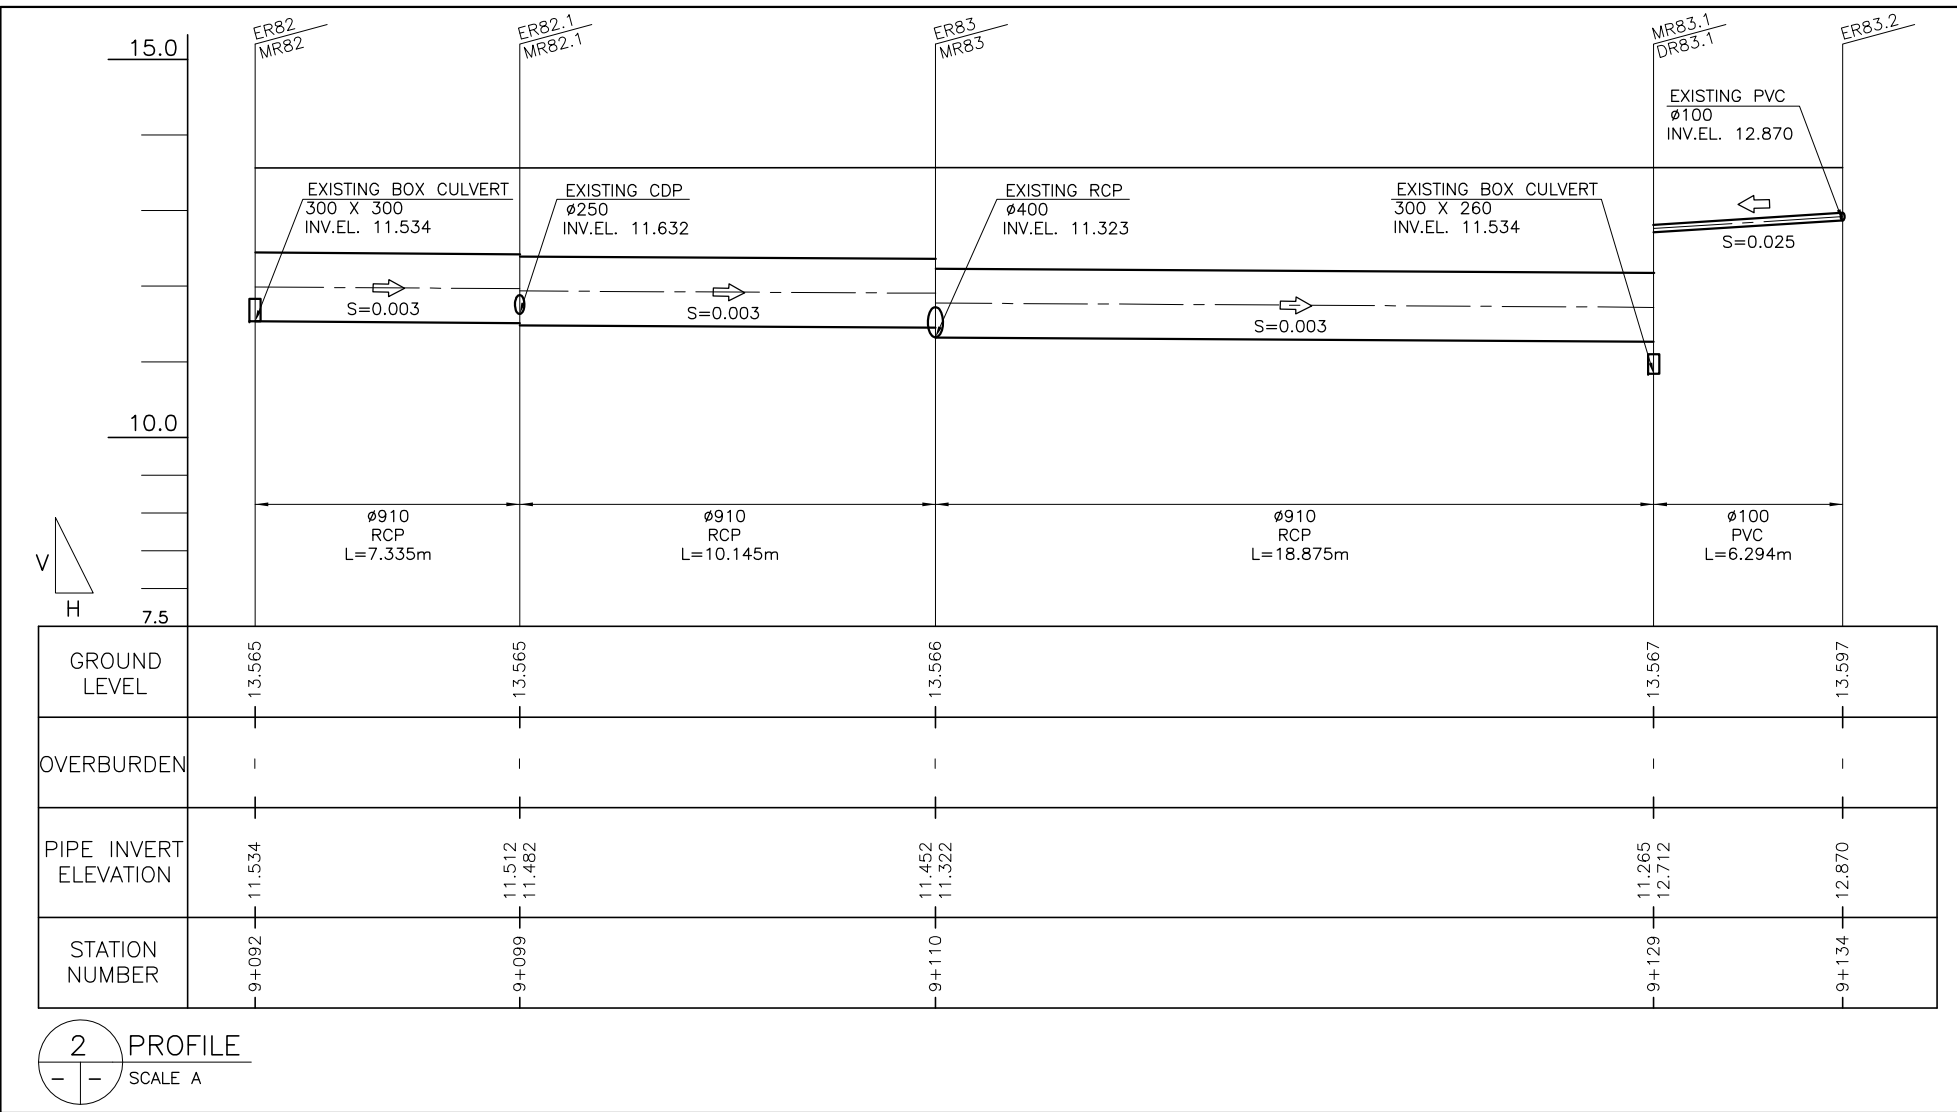 ER82
MR82
ER82.1
MR82.1
ER83
MR83
MR83.1
DR83.1
ER83.2
15.0
10.0
7.5
V
H
EXISTING BOX CULVERT
300 X 300
INV.EL. 11.534
EXISTING CDP
ø250
INV.EL. 11.632
EXISTING RCP
ø400
INV.EL. 11.323
EXISTING BOX CULVERT
300 X 260
INV.EL. 11.534
EXISTING PVC
ø100
INV.EL. 12.870
S=0.003
S=0.003
S=0.003
S=0.025
ø910
RCP
L=7.335m
ø910
RCP
L=10.145m
ø910
RCP
L=18.875m
ø100
PVC
L=6.294m
GROUND
LEVEL
13.565
13.565
13.566
13.567
13.597
OVERBURDEN
-
-
-
-
-
PIPE INVERT
ELEVATION
11.534
11.512
11.482
11.452
11.322
11.265
12.712
12.870
STATION
NUMBER
9+092
9+099
9+110
9+129
9+134
2
-
-
PROFILE
SCALE A